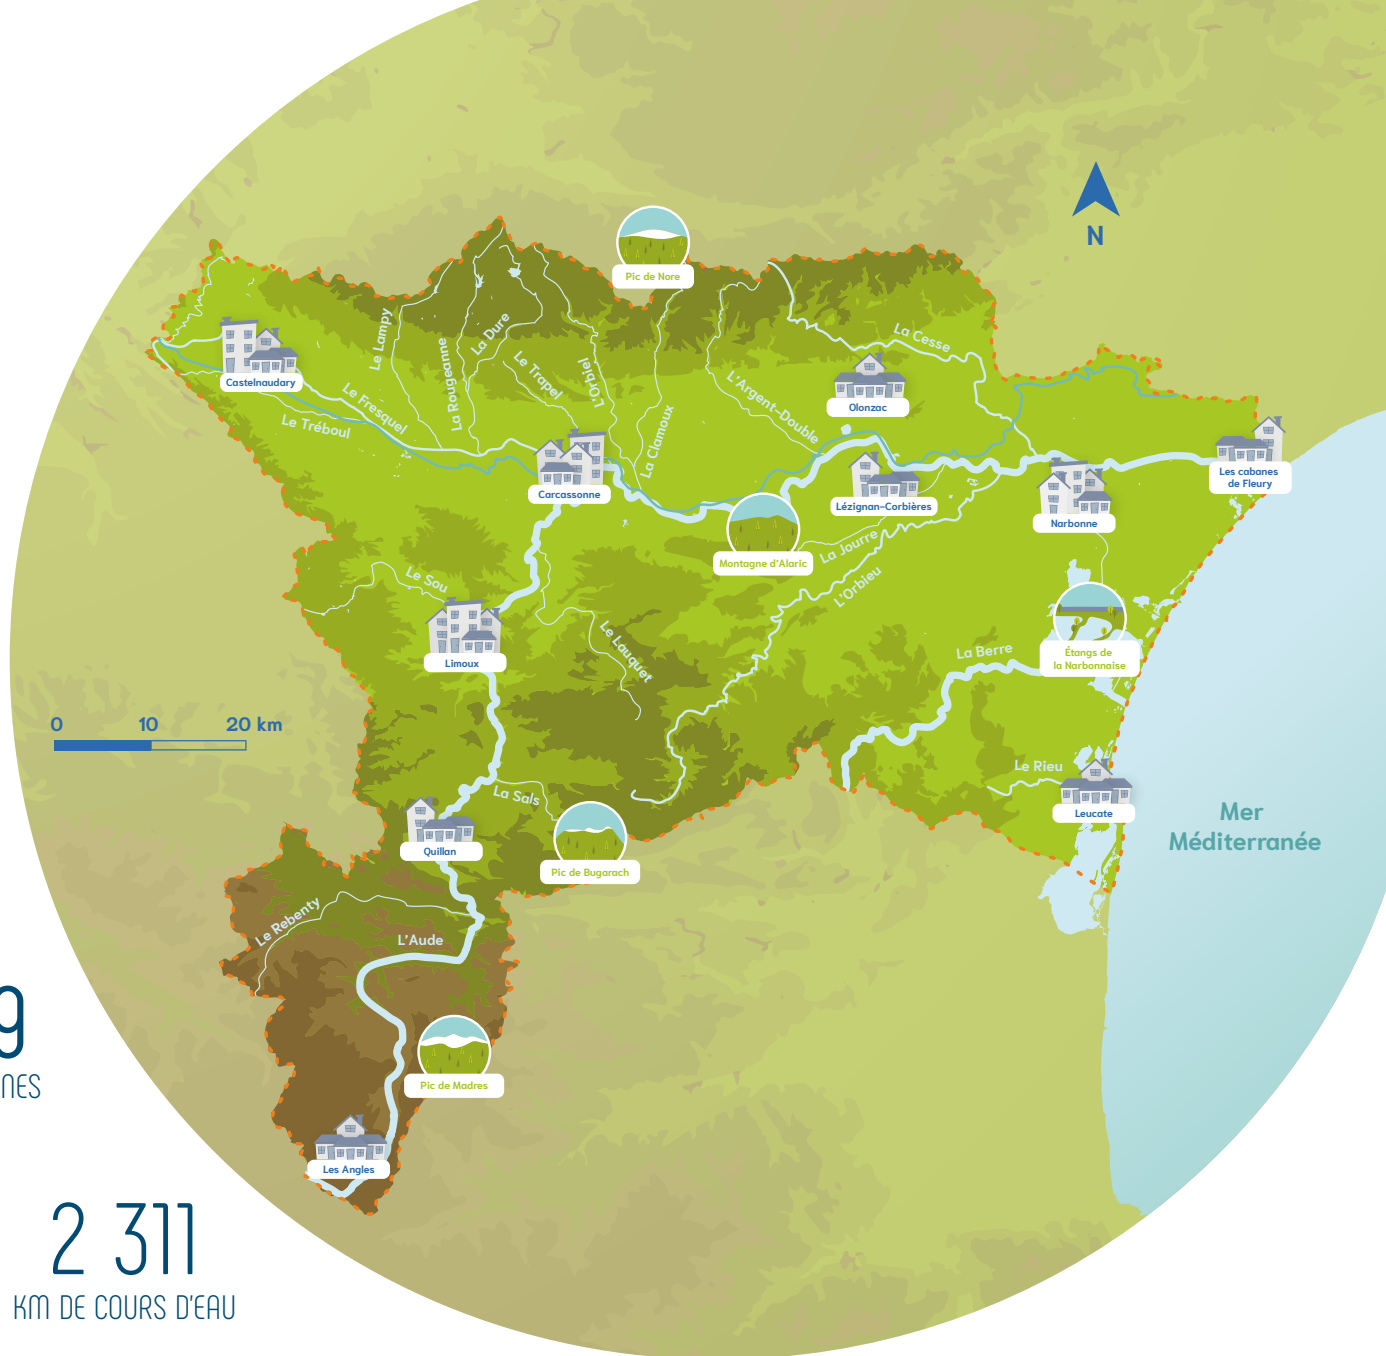 N
Pic de Nore
Le Lampy
La Rougeanne
La Dure
Le Trapel
L'Orbiel
La Clamoux
L'Argent-Double
La Cesse
Castelnaudary
Le Fresquel
Le Tréboul
Olonzac
Carcassonne
Lézignan-Corbières
Narbonne
Les cabanes
de Fleury
Montagne d'Alaric
La Jourre
L'Orbieu
Le Sou
Limoux
Le Lauquet
La Berre
Étangs de
la Narbonnaise
0 10 20 km
La Sals
Le Rieu
Leucate
Mer
Méditerranée
Quillan
Pic de Bugarach
Le Rebenty
L'Aude
Pic de Madres
Les Angles
9
NES
2 311
KM DE COURS D'EAU